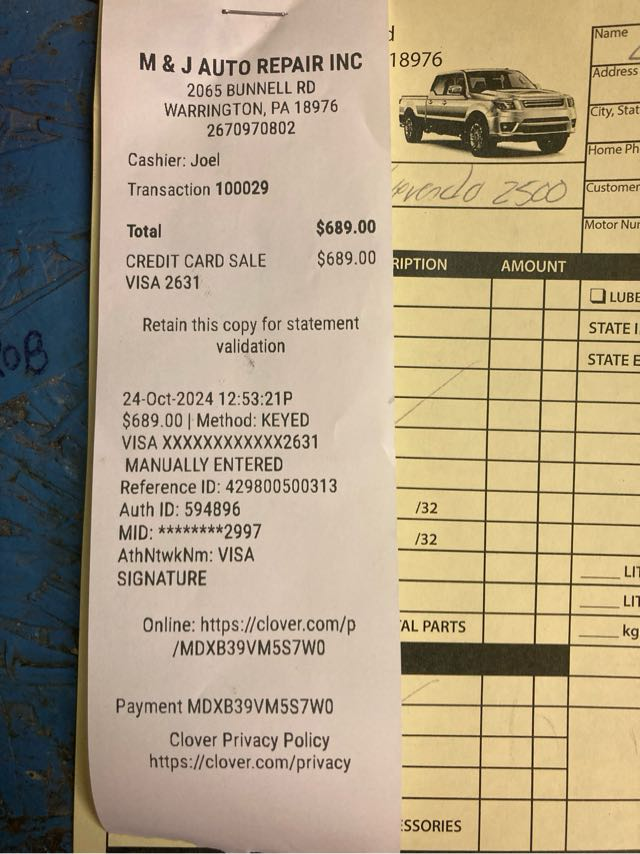 M & J AUTO REPAIR INC
2065 BUNNELL RD
WARRINGTON, PA 18976
2670970802
Cashier: Joel
Transaction 100029
Total $689.00
CREDIT CARD SALE $689.00
VISA 2631
Retain this copy for statement
validation
24-Oct-2024 12:53:21P
$689.00 | Method: KEYED
VISA XXXXXXXXXXXX2631
MANUALLY ENTERED
Reference ID: 429800500313
Auth ID: 594896
MID: ********2997
AthNtwkNm: VISA
SIGNATURE
Online: https://clover.com/p
/MDXB39VM5S7W0
Payment MDXB39VM5S7W0
Clover Privacy Policy
https://clover.com/privacy
d
18976
2500
RIPTION AMOUNT
/32
/32
AL PARTS
ESSORIES
Name
Address
City, Stat
Home Ph
Customer
Motor Nu
LUBE
STATE I
STATE E
LIT
LIT
kg